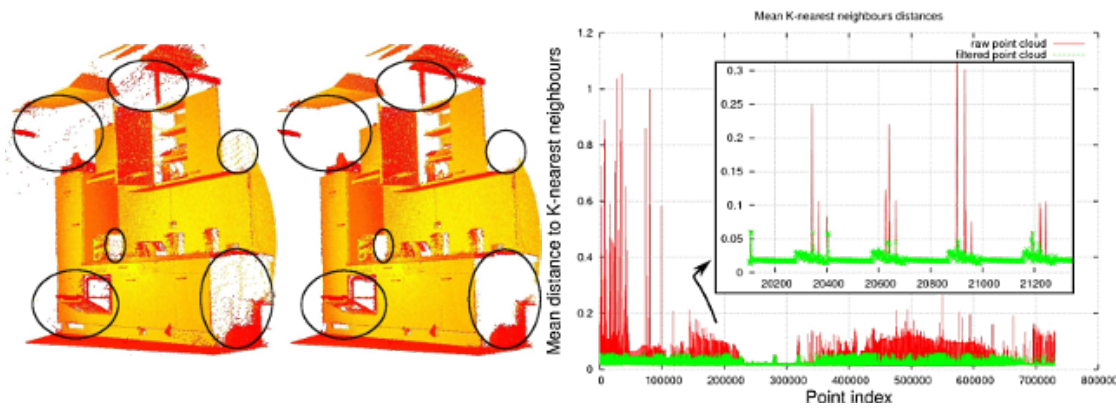 Mean K-nearest neighbours distances
raw point cloud
filtered point cloud
Mean distance to K-nearest neighbours
1.2
1
0.8
0.6
0.4
0.2
0
0.3
0.25
0.2
0.15
0.1
0.05
0
20200 20400 20600 20800 21000 21200
0 100000 200000 300000 400000 500000 600000 700000 800000
Point index